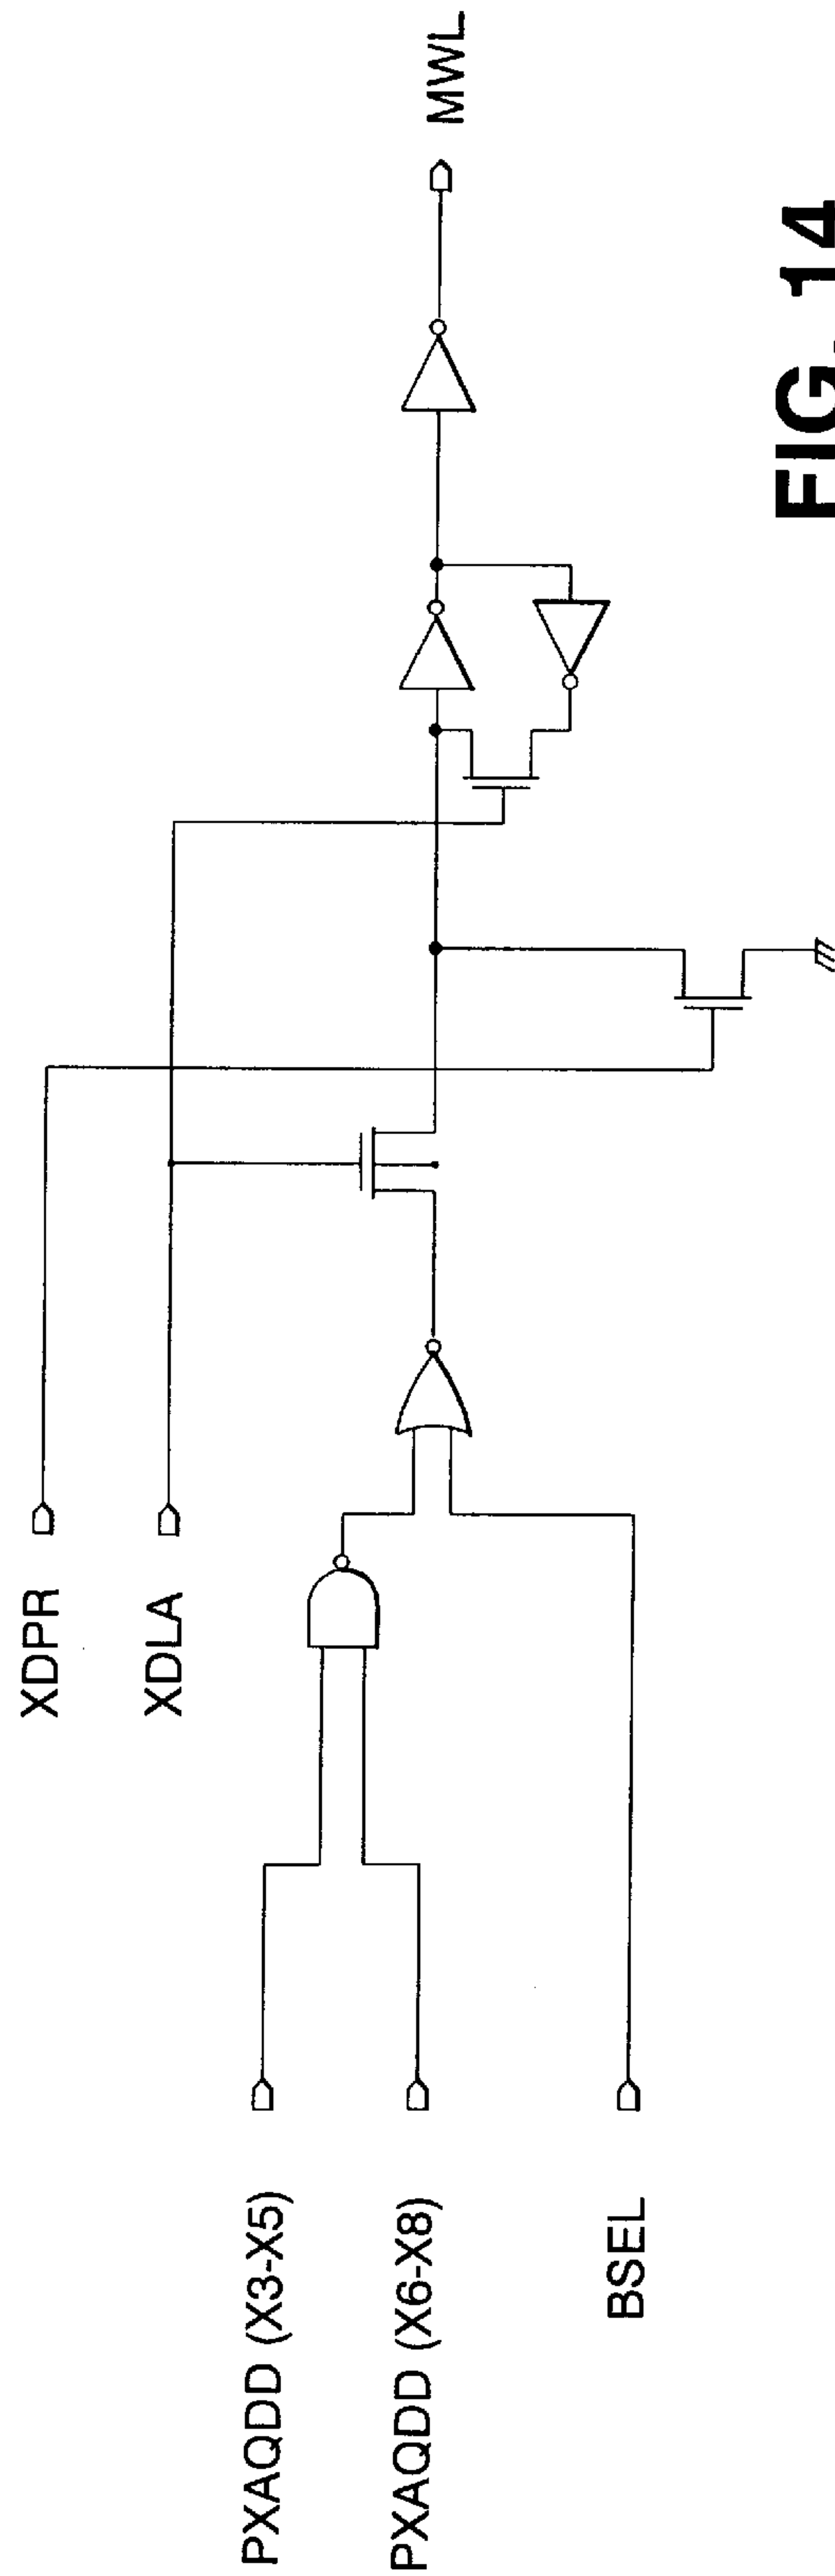 XDPR
XDLA
PXAQDD (X3-X5)
PXAQDD (X6-X8)
BSEL
MWL
FIG. 14